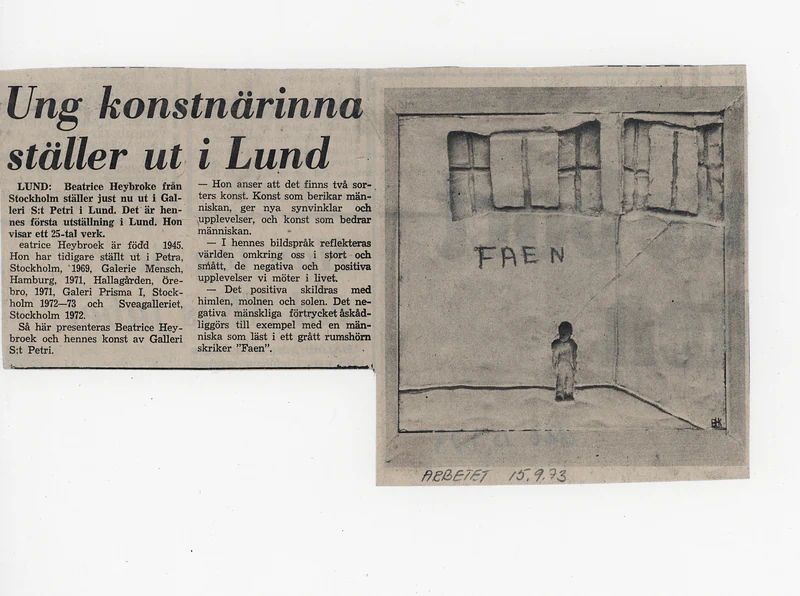 Ung konstnärinna
ställer ut i Lund
LUND: Beatrice Heybroke från
Stockholm ställer just nu ut i Gal-
leri S:t Petri i Lund. Det är hen-
nes första utställning i Lund. Hon
visar ett 25-tal verk.
eatrice Heybroek är född 1945.
Hon har tidigare ställt ut i Petra,
Stockholm, 1969, Galerie Mensch,
Hamburg, 1971, Hallagården, Öre-
bro, 1971, Galeri Prisma I, Stock-
holm 1972—73 och Sveagalleriet,
Stockholm 1972.
Så här presenteras Beatrice Hey-
broek och hennes konst av Galleri
S:t Petri.
— Hon anser att det finns två sor-
ters konst. Konst som berikar män-
niskan, ger nya synvinklar och
upplevelser, och konst som bedrar
människan.
— I hennes bildspråk reflekteras
världen omkring oss i stort och
smått, de negativa och positiva
upplevelser vi möter i livet.
— Det positiva skildras med
himlen, molnen och solen. Det ne-
gativa mänskliga förtrycket åskåd-
liggörs till exempel med en män-
niska som läst in ett grått rumshörn
skriker "Faen".
FAEN
ARBETET 15.9.73